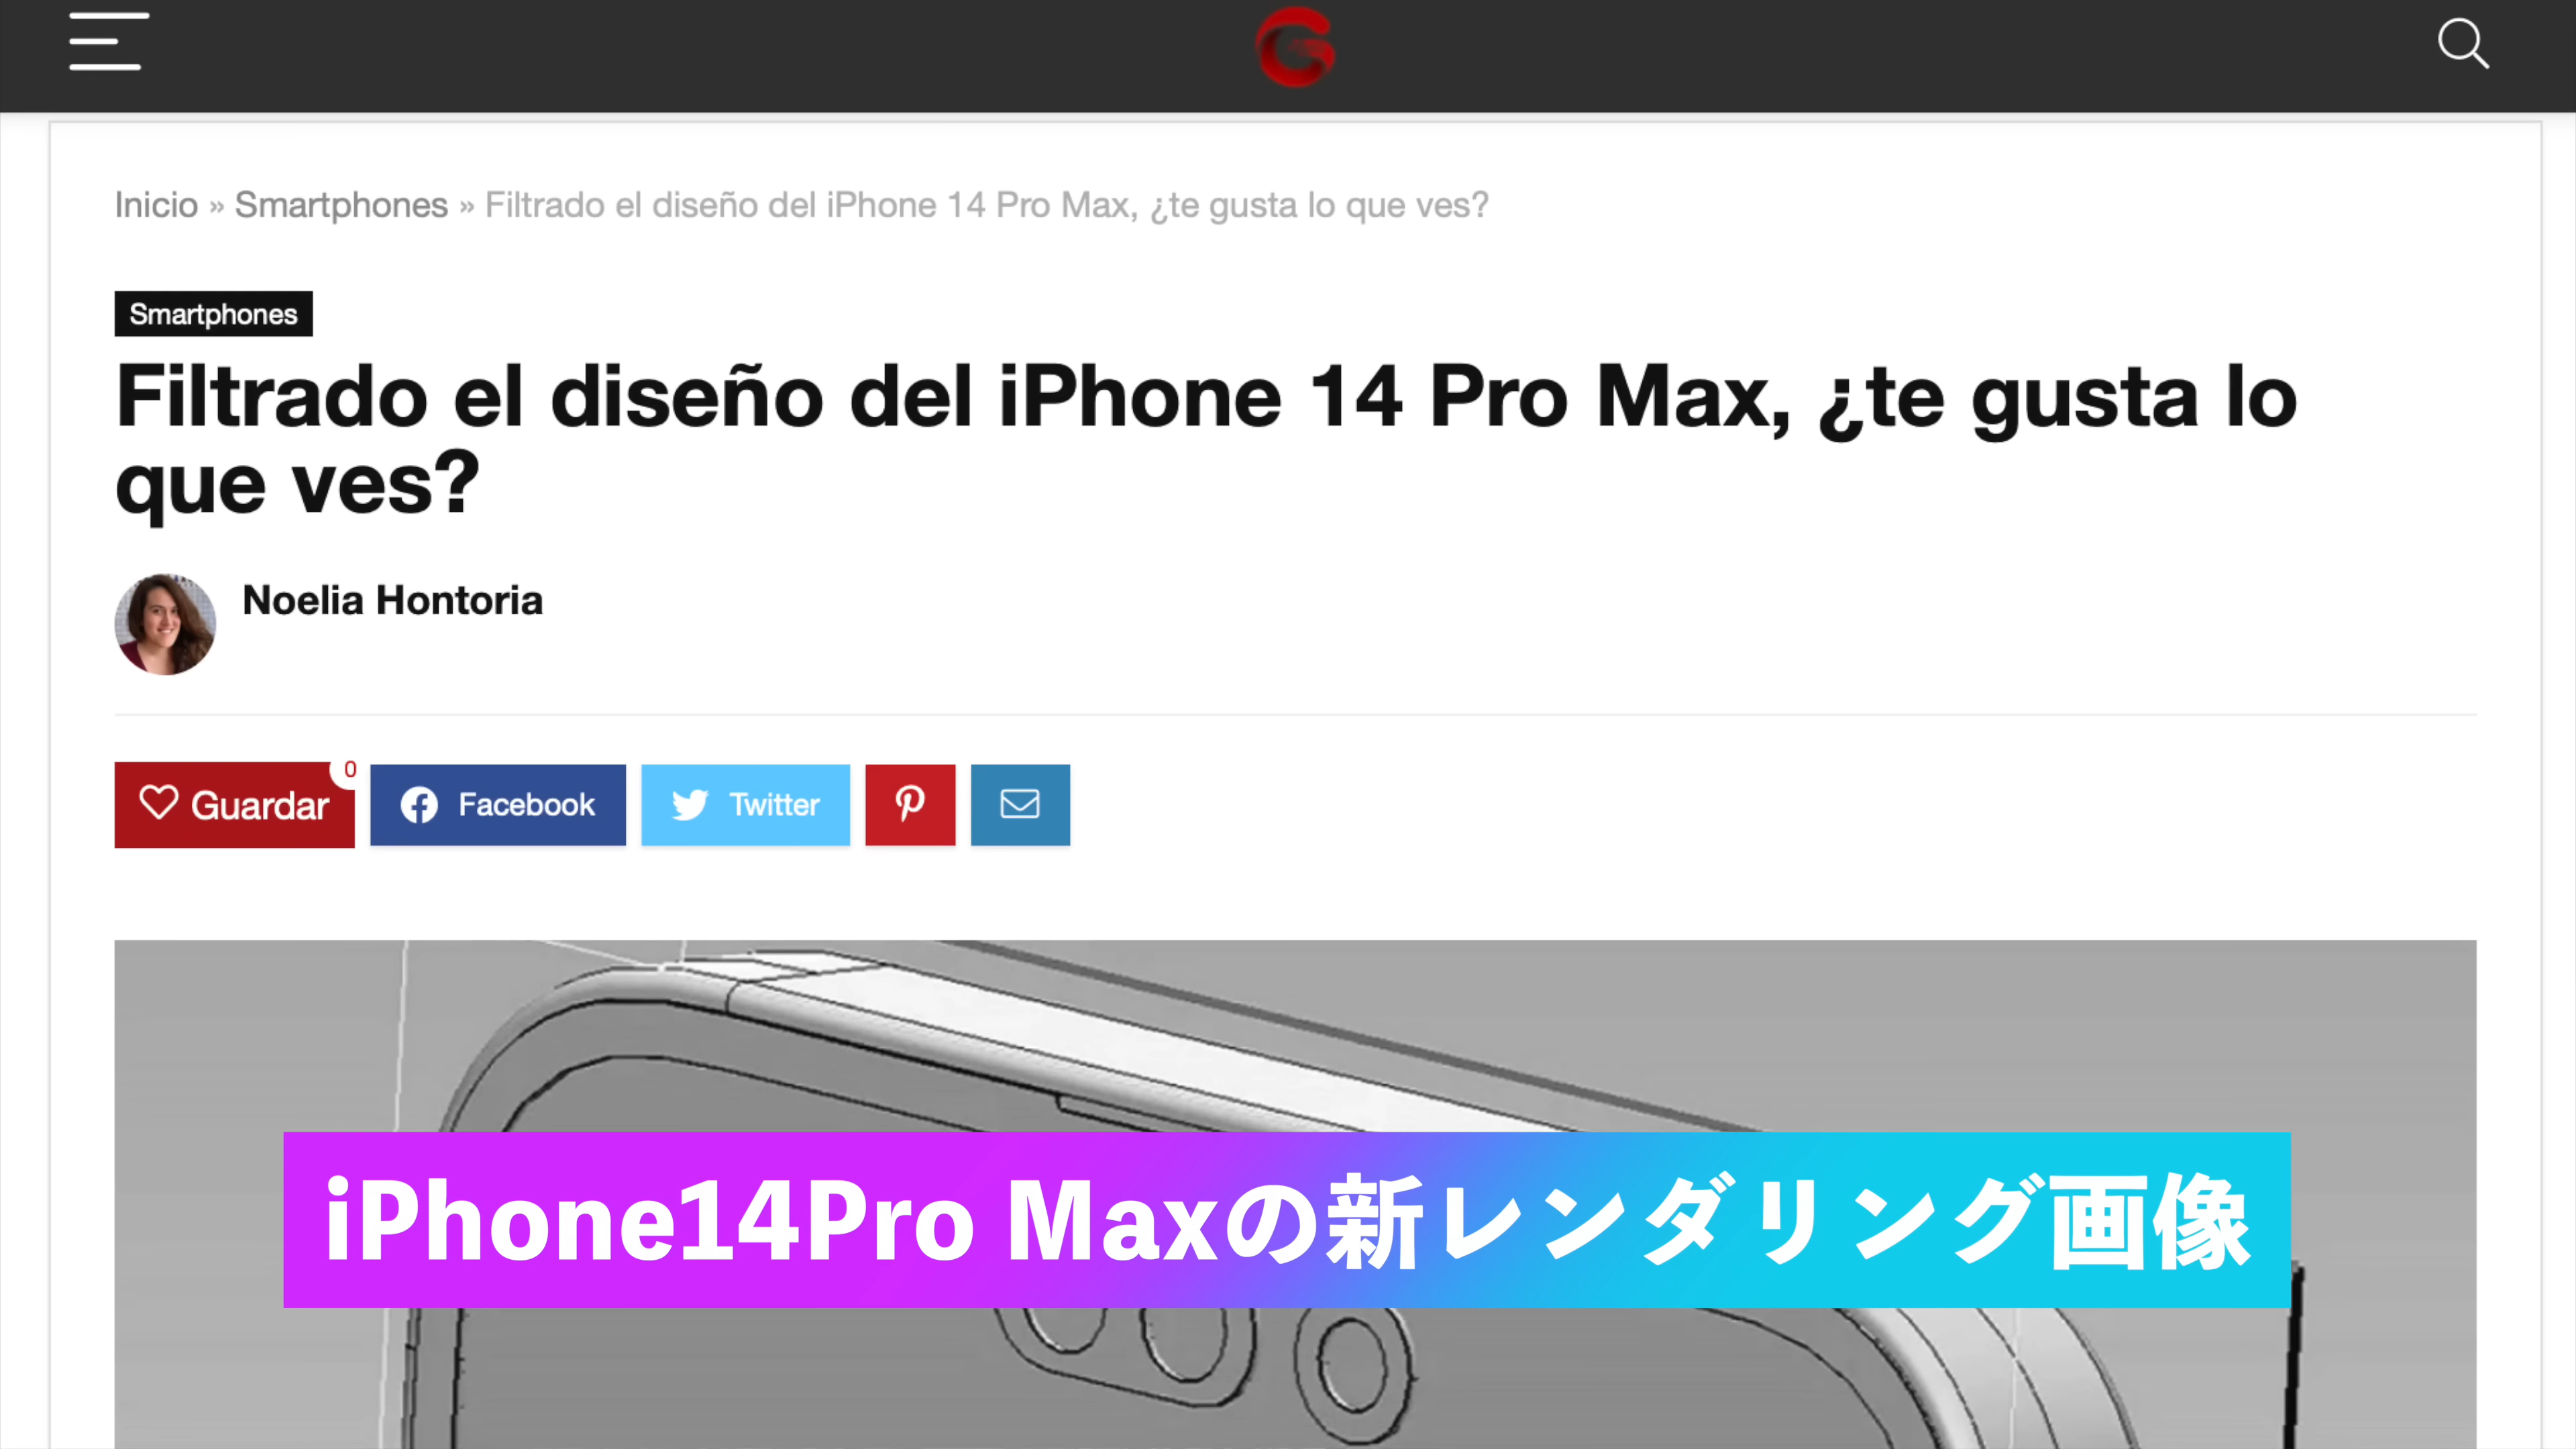 Inicio » Smartphones » Filtrado el diseño del iPhone 14 Pro Max, ¿te gusta lo que ves?
Smartphones
Filtrado el diseño del iPhone 14 Pro Max, ¿te gusta lo
que ves?
Noelia Hontoria
Guardar 0 Facebook Twitter
iPhone14Pro Maxの新レンダリング画像